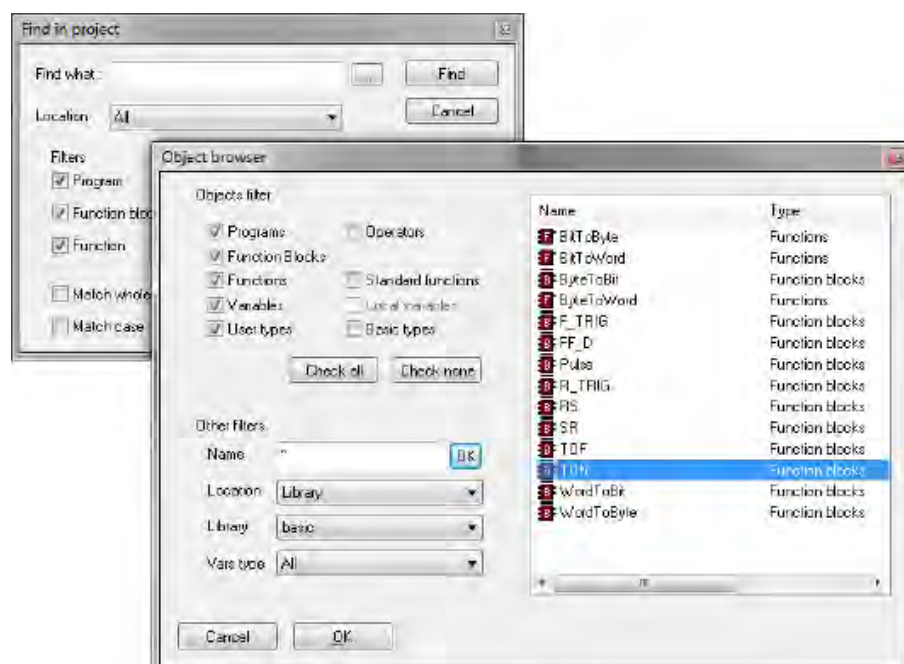 Find in project
Find what :
...
Find
Location
All
Cancel
Filters
Program
Function bloc
Function
Match whole
Match case
Object browser
Objects filter
Programs
Operators
Function Blocks
Functions
Standard functions
Variables
Local variables
User types
Basic types
Check all
Check none
Other filters
Name
*
OK
Location
Library
Library
basic
Vars type
All
Cancel
OK
Name Type
BitToByte Functions
BitToWord Functions
ByteToBit Function blocks
ByteToWord Functions
F_TRIG Function blocks
FF_D Function blocks
Pulse Function blocks
R_TRIG Function blocks
RS Function blocks
SR Function blocks
TOF Function blocks
TON Function blocks
WordToBit Function blocks
WordToByte Function blocks